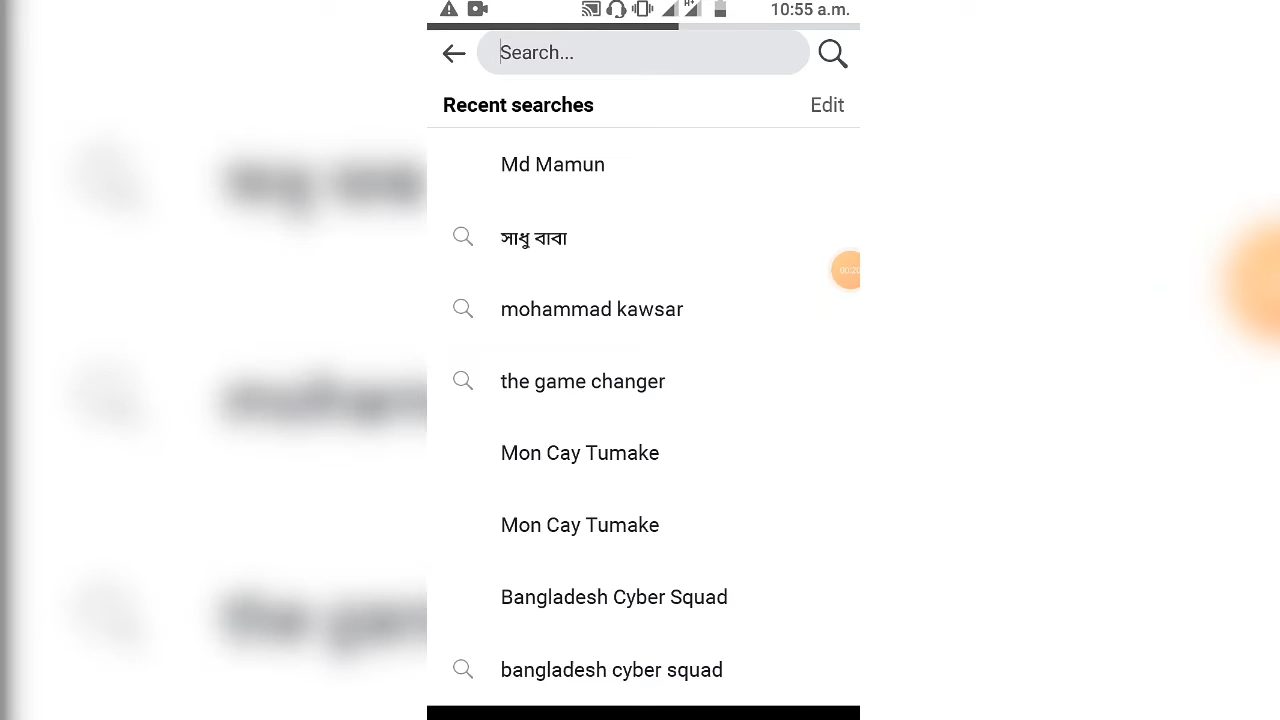 10:55 a.m.
Search...
Recent searches Edit
Md Mamun
সাধু বাবা
mohammad kawsar
the game changer
Mon Cay Tumake
Mon Cay Tumake
Bangladesh Cyber Squad
bangladesh cyber squad